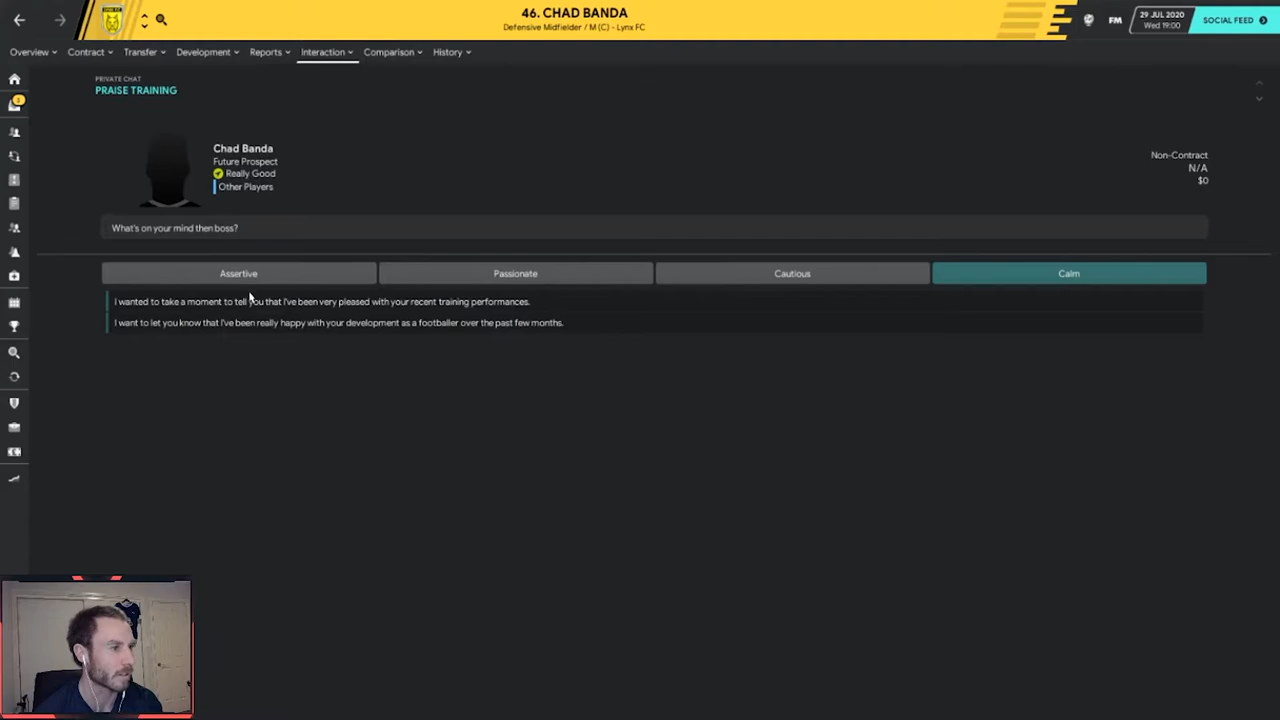 46. CHAD BANDA
Defensive Midfielder / M (C) - Lynx FC
FM
29 JUL 2020
Wed 19:00
SOCIAL FEED
Overview
Contract
Transfer
Development
Reports
Interaction
Comparison
History
3
PRIVATE CHAT
PRAISE TRAINING
Chad Banda
Future Prospect
Really Good
Other Players
Non-Contract
N/A
$0
What's on your mind then boss?
Assertive
Passionate
Cautious
Calm
I wanted to take a moment to tell you that I've been very pleased with your recent training performances.
I want to let you know that I've been really happy with your development as a footballer over the past few months.